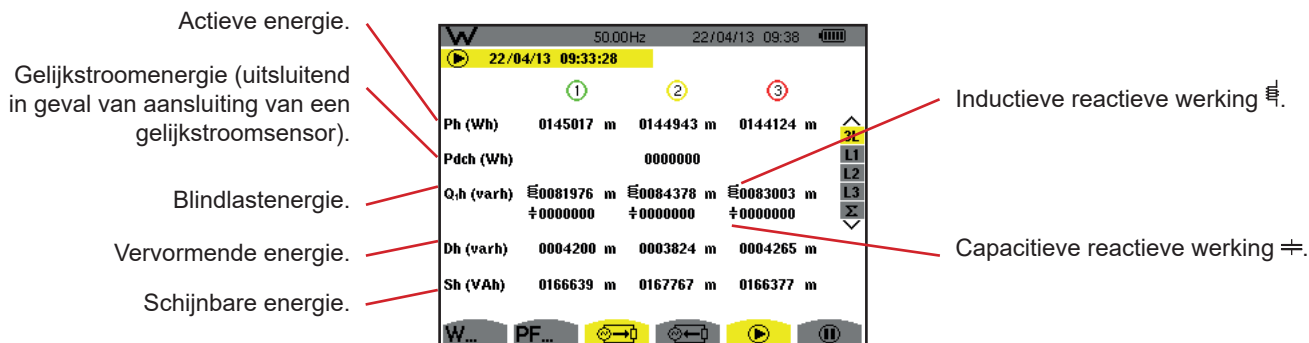 Actieve energie.
Gelijkstroomenergie (uitsluitend
in geval van aansluiting van een
gelijkstroomsensor).
Blindlastenergie.
Vervormende energie.
Schijnbare energie.
W 50.00Hz 22/04/13 09:38
22/04/13 09:33:28
1 2 3
Ph (Wh) 0145017 m 0144943 m 0144124 m
Pdch (Wh) 0000000
Q₁h (varh) 0081976 m 0084378 m 0083003 m
0000000 0000000 0000000
Dh (varh) 0004200 m 0003824 m 0004265 m
Sh (VAh) 0166639 m 0167767 m 0166377 m
3L
L1
L2
L3
Σ
W... PF...
Inductieve reactieve werking .
Capacitieve reactieve werking .